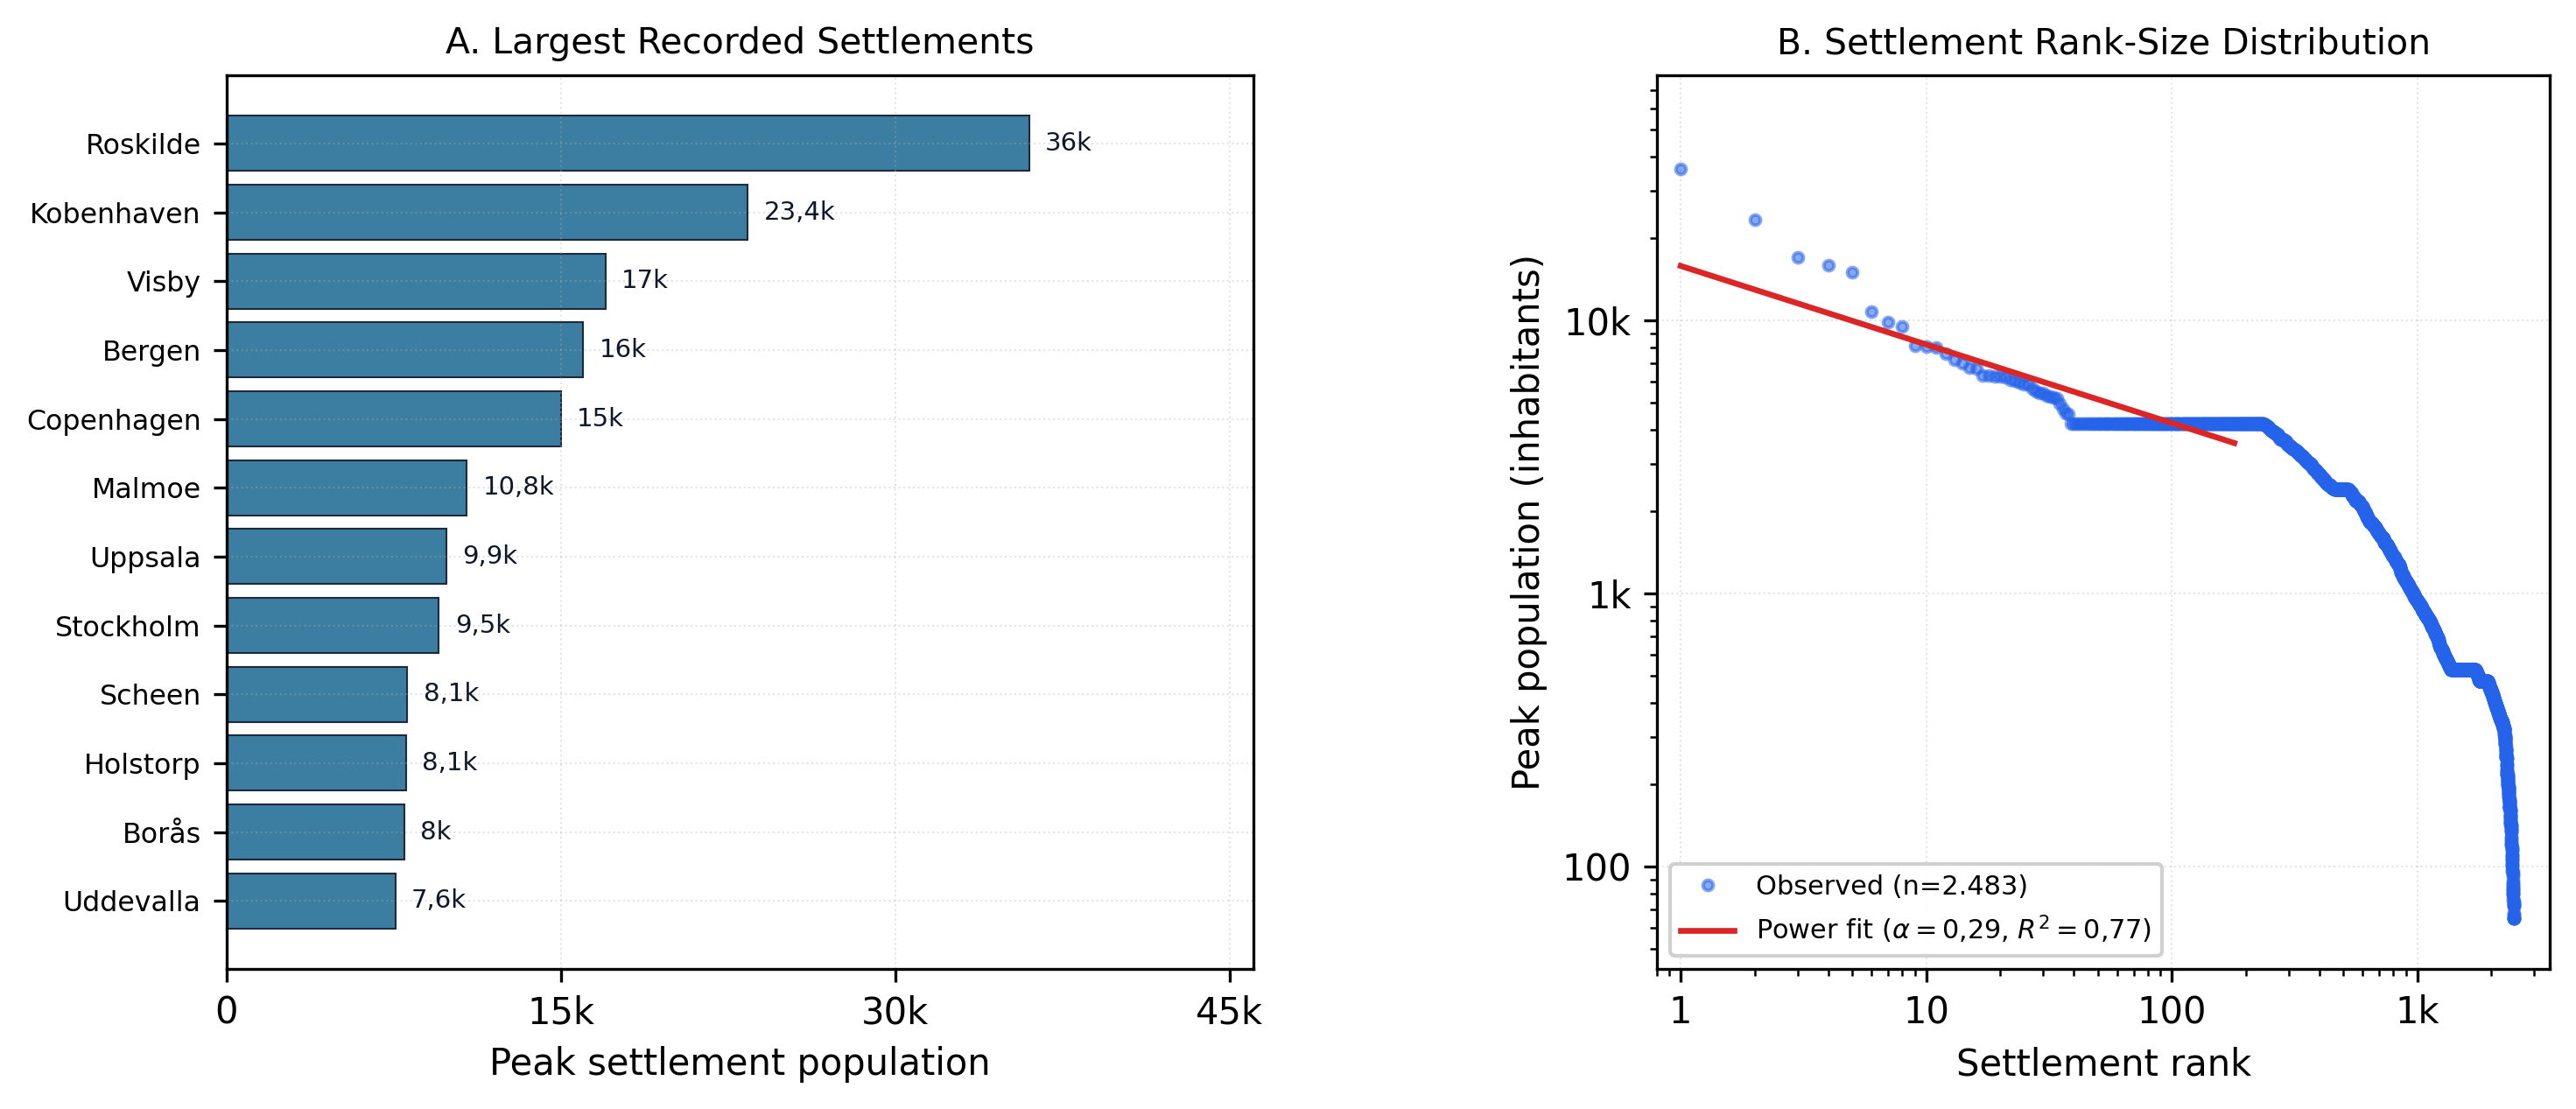 A. Largest Recorded Settlements
Roskilde
36k
Kobenhaven
23,4k
Visby
17k
Bergen
16k
Copenhagen
15k
Malmoe
10,8k
Uppsala
9,9k
Stockholm
9,5k
Scheen
8,1k
Holstorp
8,1k
Borås
8k
Uddevalla
7,6k
0 15k 30k 45k
Peak settlement population
B. Settlement Rank-Size Distribution
Peak population (inhabitants)
10k
1k
100
Observed (n=2.483)
Power fit (α = 0,29, R² = 0,77)
1 10 100 1k
Settlement rank